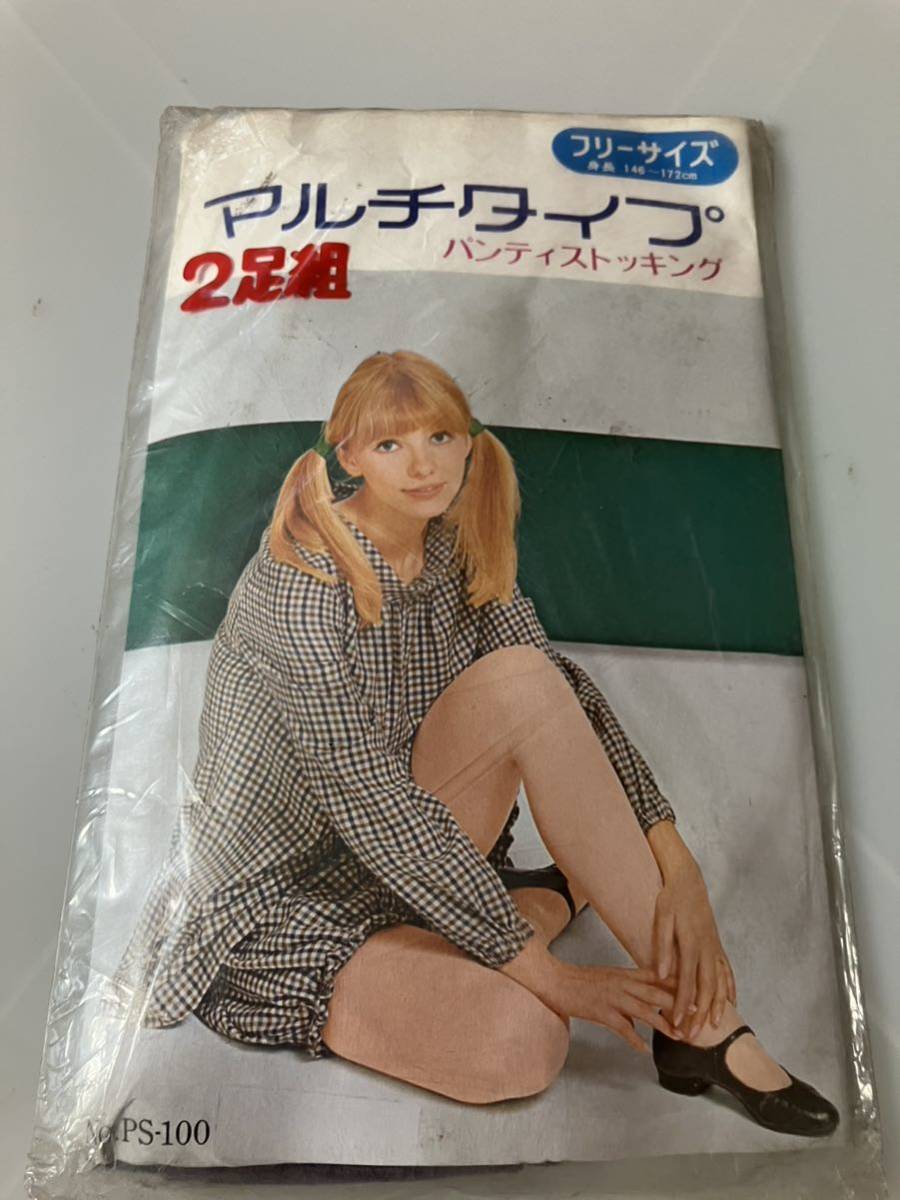 フリーサイズ
身長 146〜172cm
マルチタイプ
パンティストッキング
2足組
No.PS-100